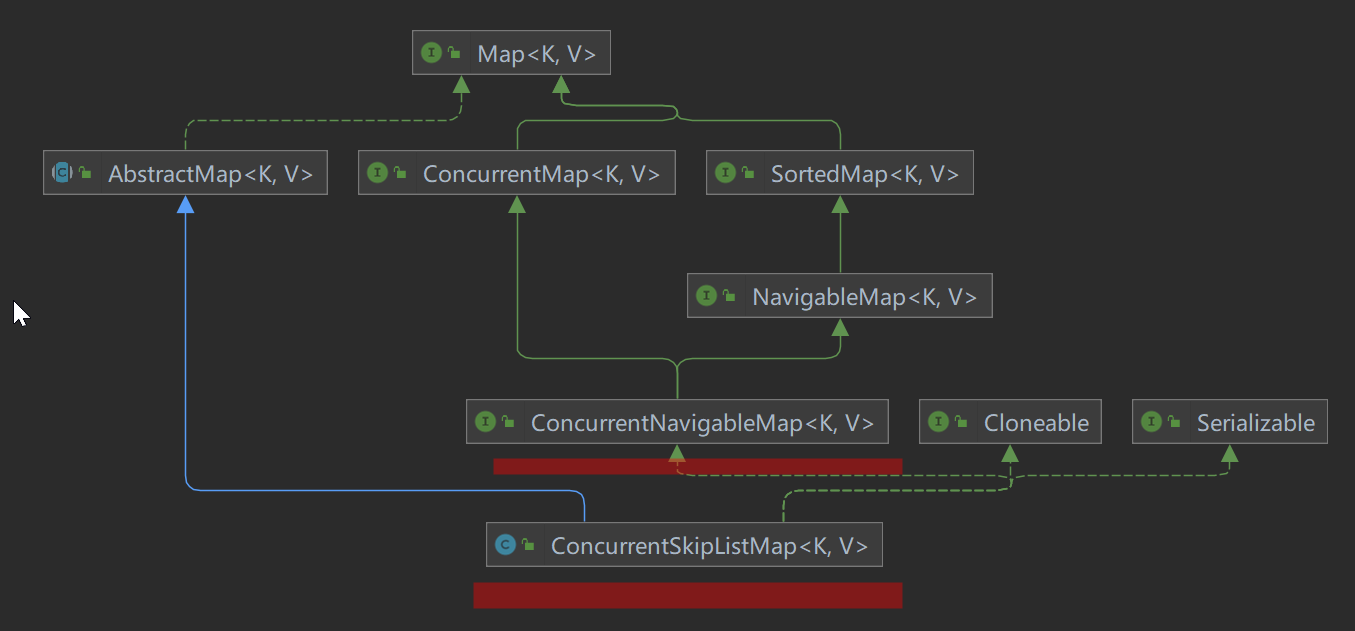 Map<K, V>
AbstractMap<K, V>
ConcurrentMap<K, V>
SortedMap<K, V>
NavigableMap<K, V>
ConcurrentNavigableMap<K, V>
Cloneable
Serializable
ConcurrentSkipListMap<K, V>